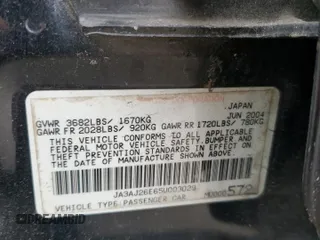 JAPAN
GVWR 3682LBS/ 1670KG JUN 2004
GAWR FR 2028LBS/ 920KG GAWR RR 1720LBS/ 780KG
THIS VEHICLE CONFORMS TO ALL APPLICABLE
FEDERAL MOTOR VEHICLE SAFETY, BUMPER AND
THEFT PREVENTION STANDARDS IN EFFECT ON
THE DATE OF MANUFACTURE SHOWN ABOVE.
JA3AJ26E65U003029
VEHICLE TYPE:PASSENGER CAR 572